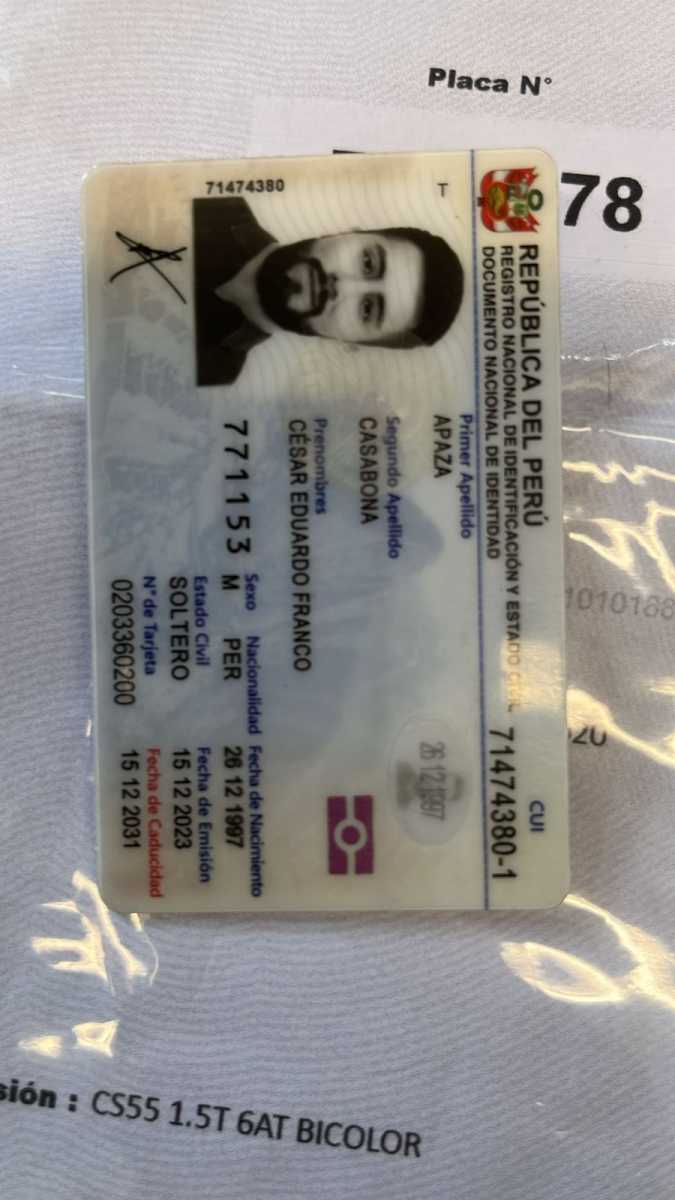 Placa N°
78
REPÚBLICA DEL PERÚ
REGISTRO NACIONAL DE IDENTIFICACIÓN Y ESTADO CIVIL
DOCUMENTO NACIONAL DE IDENTIDAD
CUI
71474380-1
T
71474380
Primer Apellido
APAZA
Segundo Apellido
CASABONA
Prenombres
CÉSAR EDUARDO FRANCO
26 12 1997
771153
Sexo Nacionalidad Fecha de Nacimiento
M PER 26 12 1997
Estado Civil Fecha de Emisión
SOLTERO 15 12 2023
N° de Tarjeta Fecha de Caducidad
0203360200 15 12 2031
sión : CS55 1.5T 6AT BICOLOR